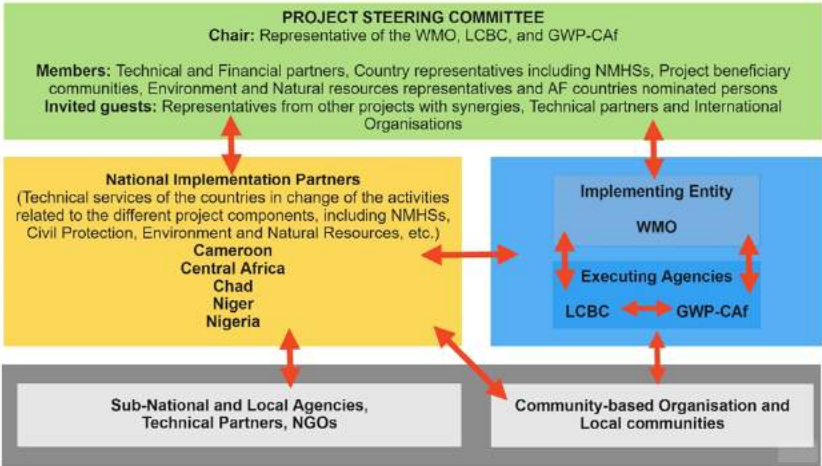 PROJECT STEERING COMMITTEE
Chair: Representative of the WMO, LCBC, and GWP-CAf
Members: Technical and Financial partners, Country representatives including NMHSs, Project beneficiary
communities, Environment and Natural resources representatives and AF countries nominated persons
Invited guests: Representatives from other projects with synergies, Technical partners and International
Organisations
National Implementation Partners
(Technical services of the countries in change of the activities
related to the different project components, including NMHSs,
Civil Protection, Environment and Natural Resources, etc.)
Cameroon
Central Africa
Chad
Niger
Nigeria
Implementing Entity
WMO
Executing Agencies
LCBC GWP-CAf
Sub-National and Local Agencies,
Technical Partners, NGOs
Community-based Organisation and
Local communities